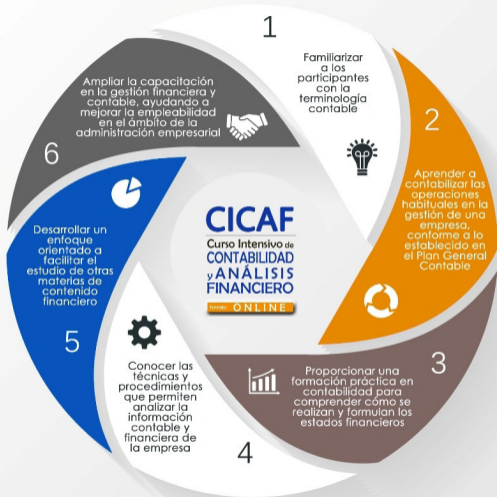 1
Familiarizar
a los
participantes
con la
terminología
contable
2
Aprender a
contabilizar las
operaciones
habituales en la
gestión de una
empresa,
conforme a lo
establecido en
el Plan General
Contable
3
Proporcionar una
formación práctica en
contabilidad para
comprender cómo se
realizan y formulan los
estados financieros
4
Conocer las
técnicas y
procedimientos
que permiten
analizar la
información
contable y
financiera de
la empresa
5
Desarrollar un
enfoque
orientado a
facilitar el
estudio de otras
materias de
contenido
financiero
6
Ampliar la capacitación
en la gestión financiera y
contable, ayudando a
mejorar la empleabilidad
en el ámbito de la
administración empresarial
CICAF
Curso Intensivo de
CONTABILIDAD
y ANÁLISIS
FINANCIERO
ONLINE